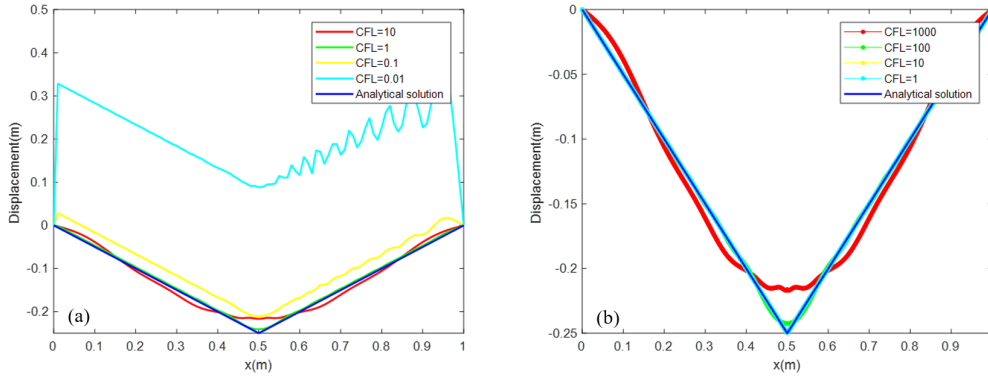 0.5
0.4
0.3
0.2
0.1
0
-0.1
-0.2
Displacement(m)
CFL=10
CFL=1
CFL=0.1
CFL=0.01
Analytical solution
(a)
0 0.1 0.2 0.3 0.4 0.5 0.6 0.7 0.8 0.9 1
x(m)
0
-0.05
-0.1
-0.15
-0.2
-0.25
Displacement(m)
CFL=1000
CFL=100
CFL=10
CFL=1
Analytical solution
(b)
0 0.1 0.2 0.3 0.4 0.5 0.6 0.7 0.8 0.9
x(m)